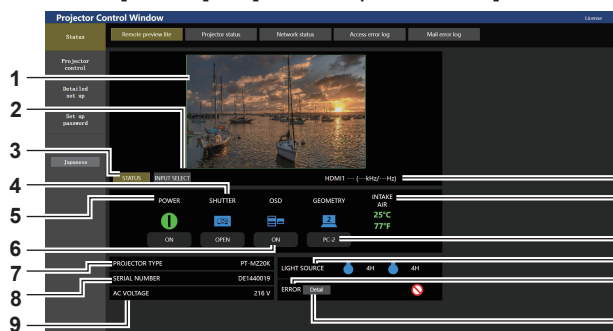 Projector Control Window
License
Status
Remote preview lite
Projector status
Network status
Access error log
Mail error log
Projector
control
Detailed
set up
Set up
password
Japanese
1
2
3
4
5
6
7
8
9
STATUS
INPUT SELECT
HDMI1 --- (---kHz/---Hz)
POWER
SHUTTER
OSD
GEOMETRY
INTAKE
AIR
2
25°C
77°F
ON
OPEN
ON
PC-2
PROJECTOR TYPE
PT-MZ20K
SERIAL NUMBER
DE1440019
AC VOLTAGE
216 V
LIGHT SOURCE
4H
4H
ERROR
Detail